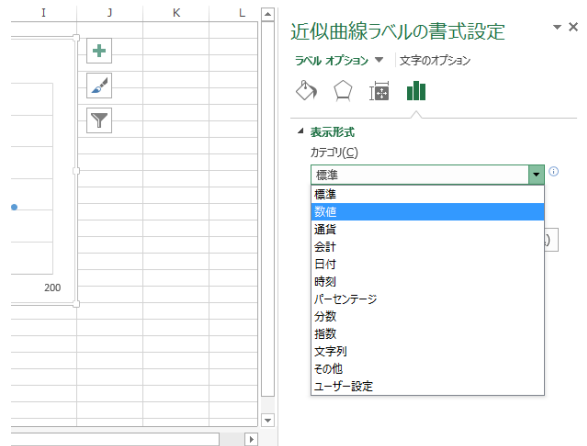 I J K L
200
近似曲線ラベルの書式設定
ラベル オプション 文字のオプション
表示形式
カテゴリ(C)
標準
標準
数値
通貨
会計
日付
時刻
パーセンテージ
分数
指数
文字列
その他
ユーザー設定